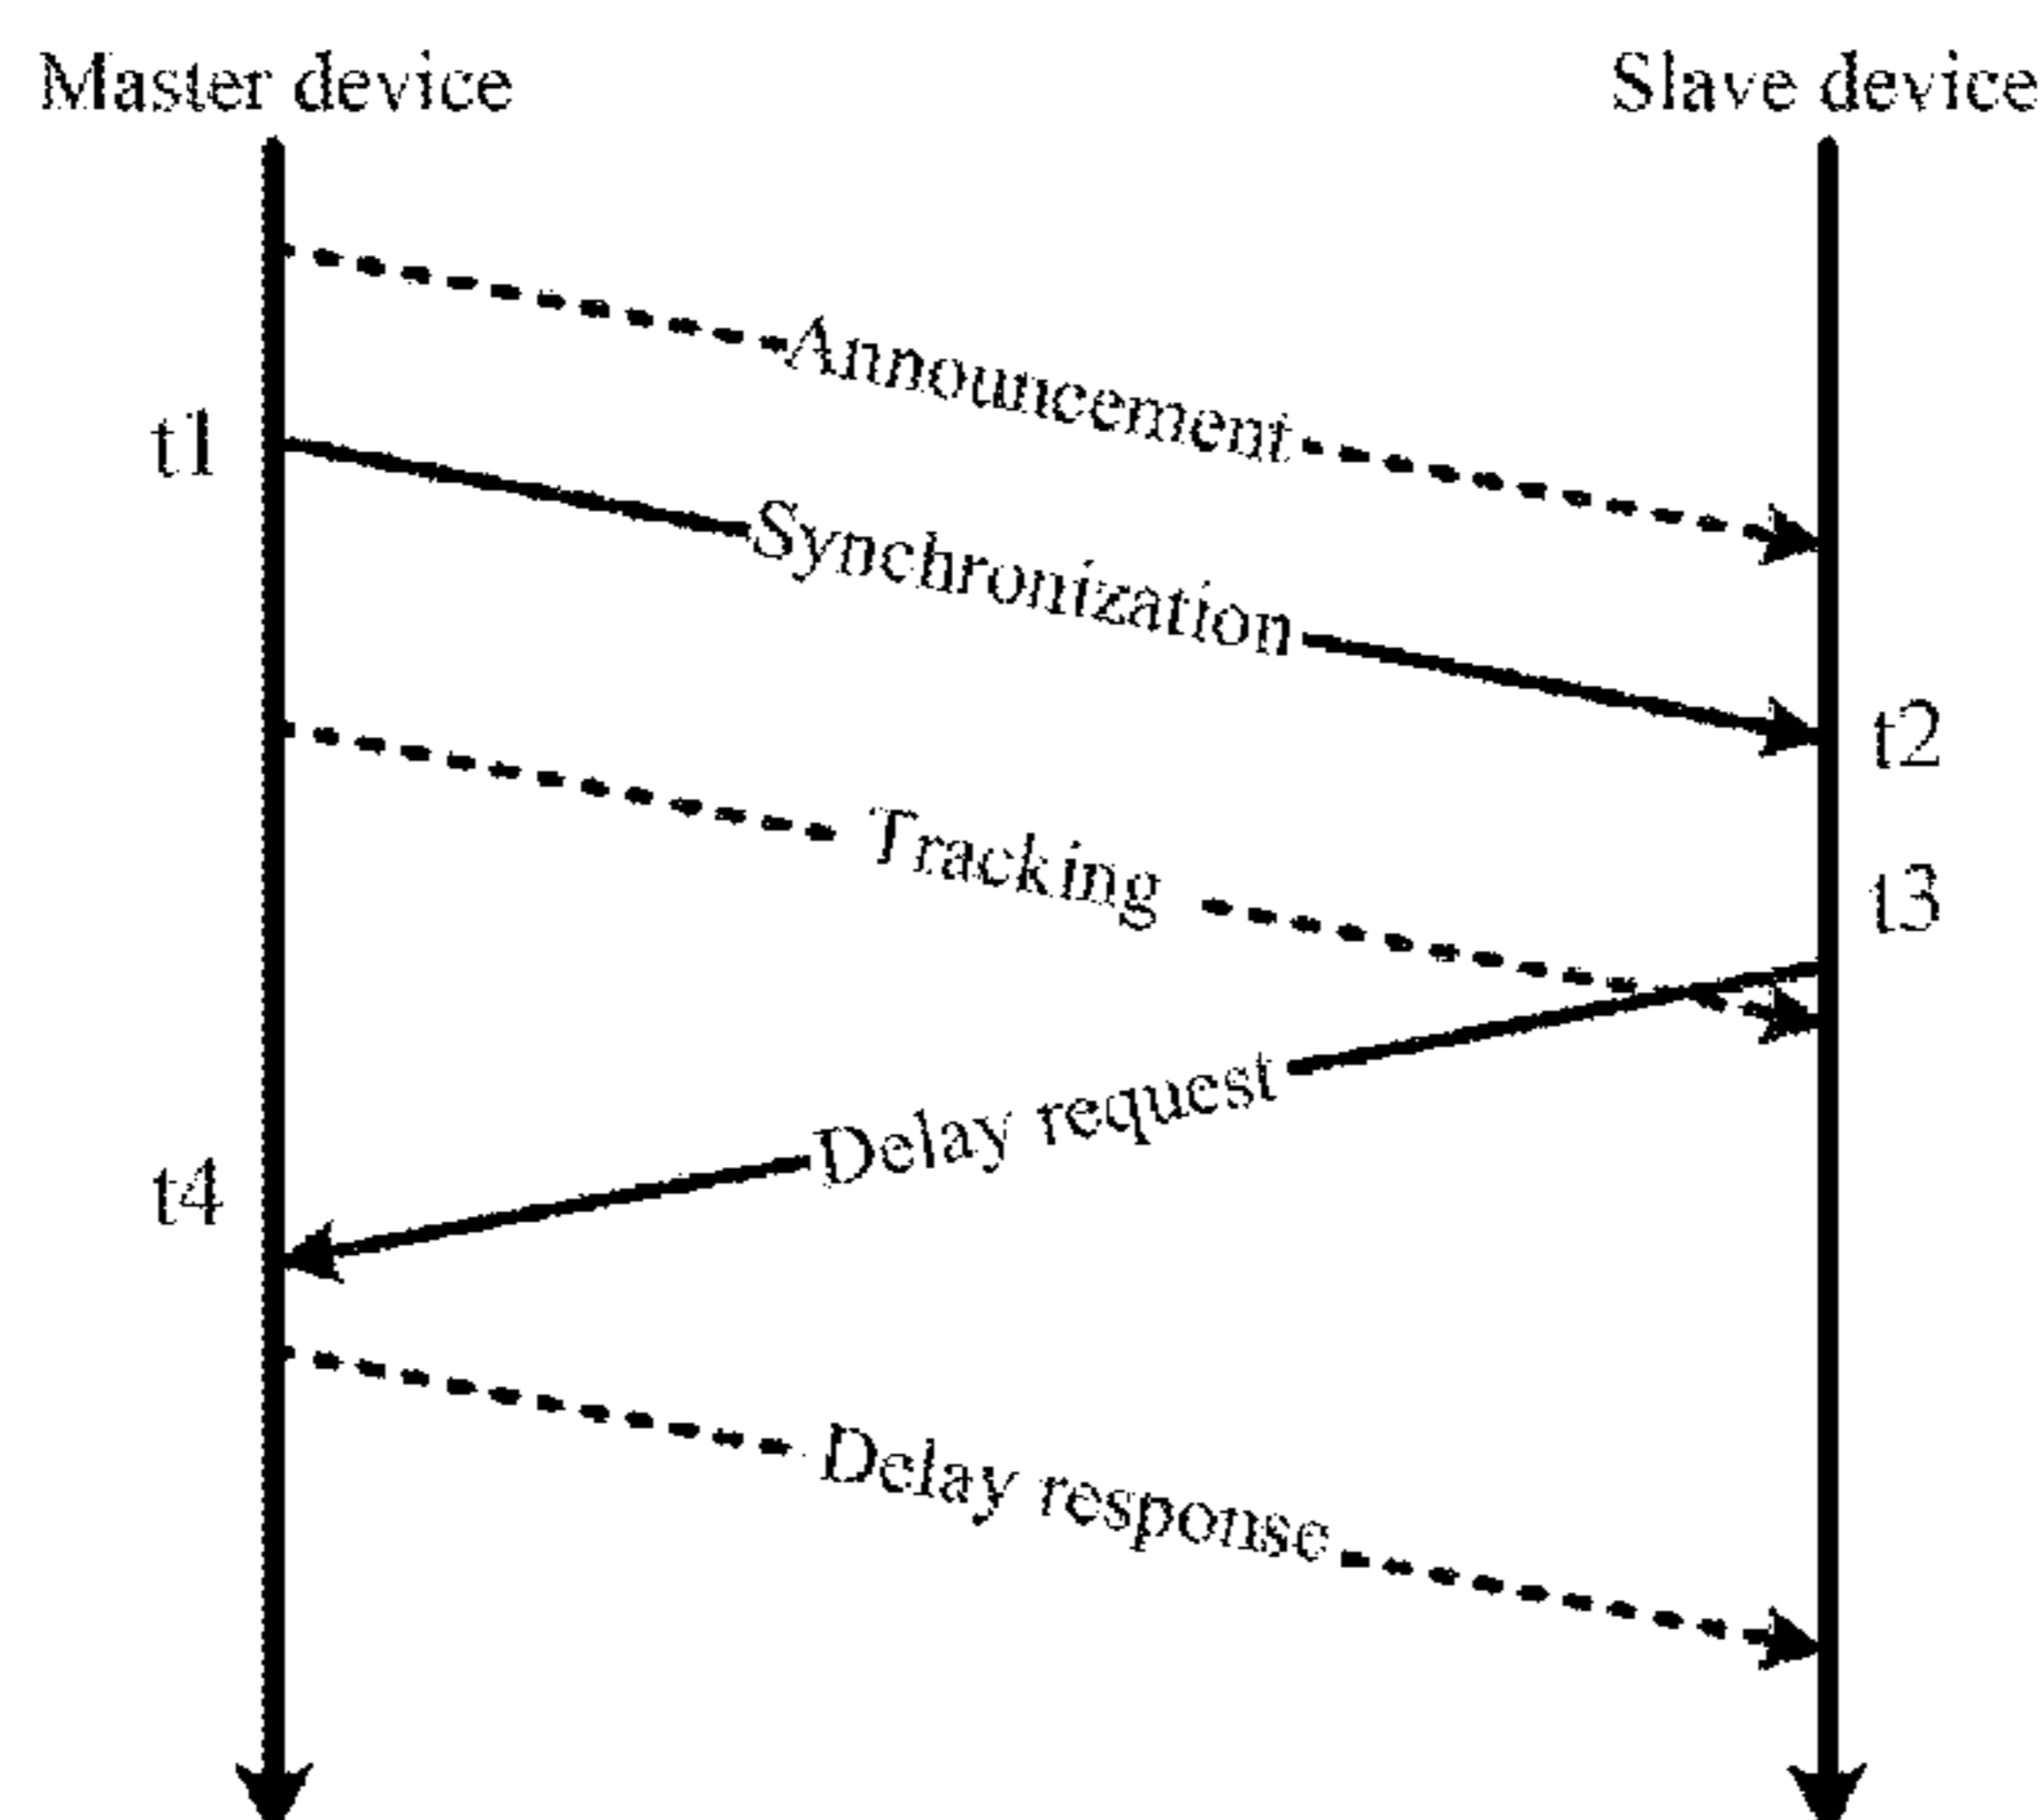 Master device
Slave device
Announcement
t1
Synchronization
t2
Tracking
t3
Delay request
t4
Delay response